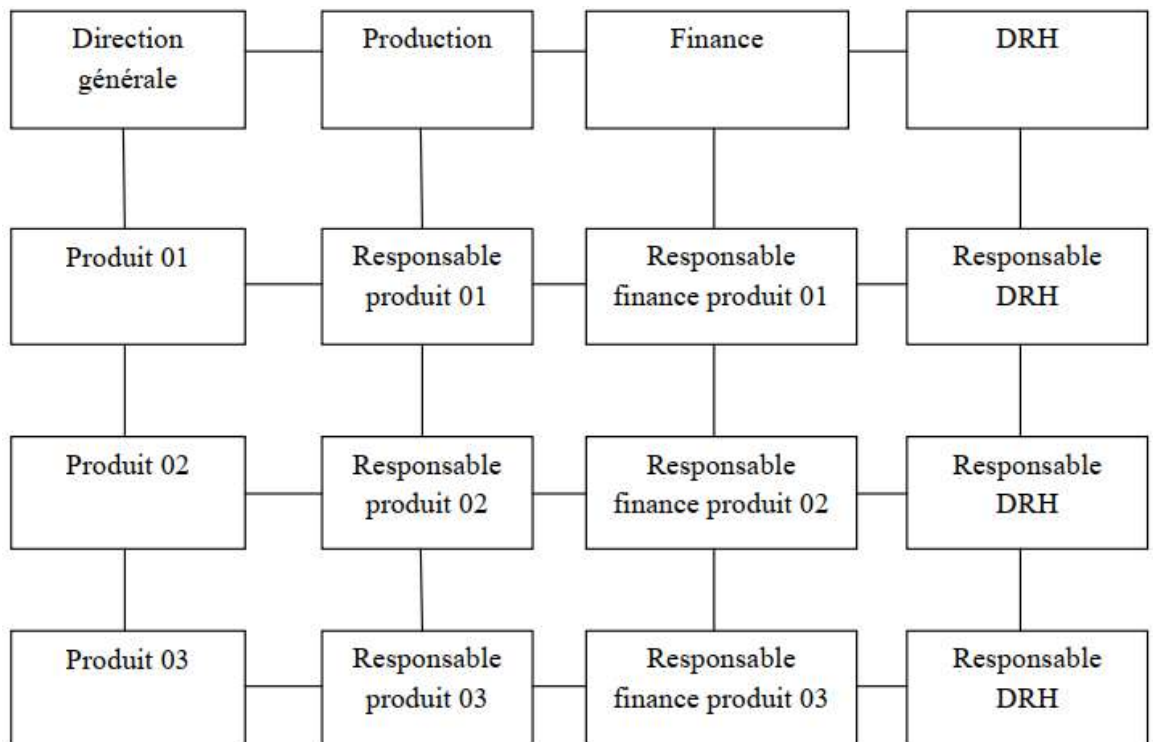 Direction
générale
Production
Finance
DRH
Produit 01
Responsable
produit 01
Responsable
finance produit 01
Responsable
DRH
Produit 02
Responsable
produit 02
Responsable
finance produit 02
Responsable
DRH
Produit 03
Responsable
produit 03
Responsable
finance produit 03
Responsable
DRH